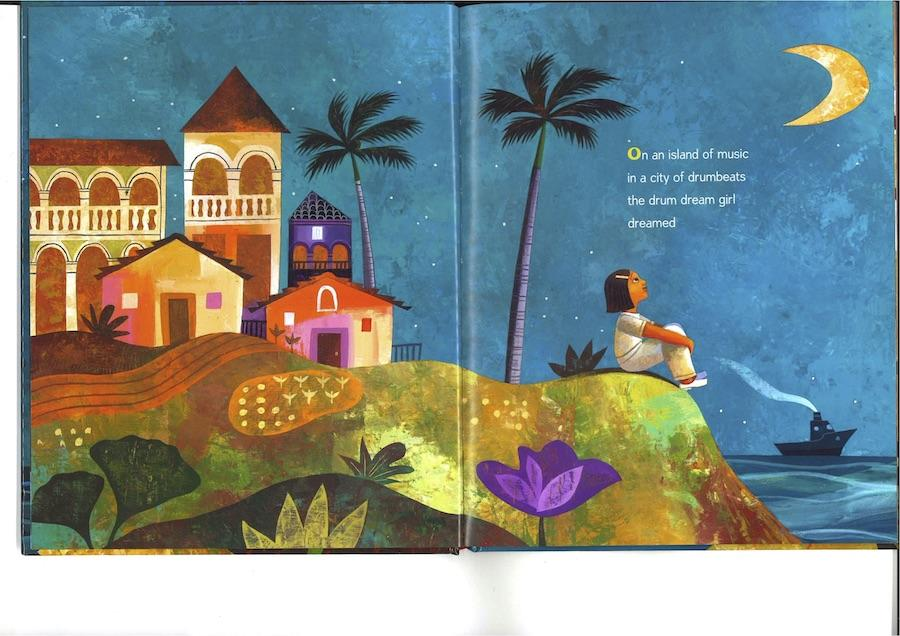 On an island of music
in a city of drumbeats
the drum dream girl
dreamed